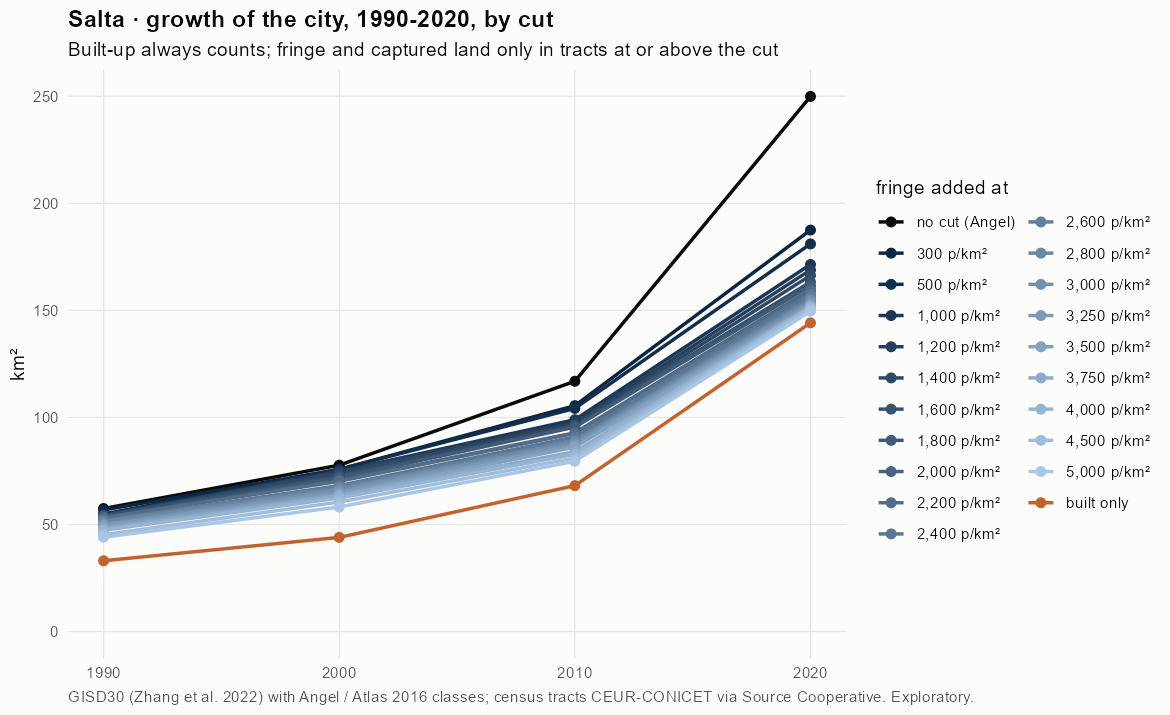 Salta · growth of the city, 1990-2020, by cut
Built-up always counts; fringe and captured land only in tracts at or above the cut
km²
250
200
150
100
50
0
1990
2000
2010
2020
fringe added at
no cut (Angel)
300 p/km²
500 p/km²
1,000 p/km²
1,200 p/km²
1,400 p/km²
1,600 p/km²
1,800 p/km²
2,000 p/km²
2,200 p/km²
2,400 p/km²
2,600 p/km²
2,800 p/km²
3,000 p/km²
3,250 p/km²
3,500 p/km²
3,750 p/km²
4,000 p/km²
4,500 p/km²
5,000 p/km²
built only
GISD30 (Zhang et al. 2022) with Angel / Atlas 2016 classes; census tracts CEUR-CONICET via Source Cooperative. Exploratory.